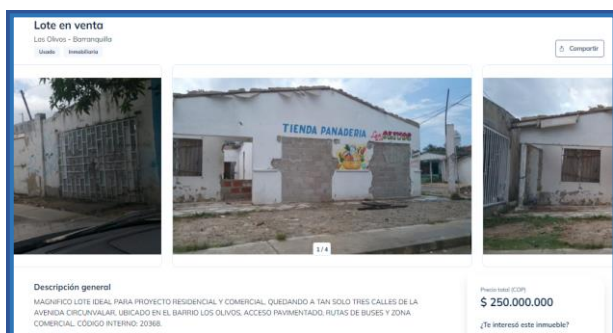 Lote en venta
Los Olivos - Barranquilla
Usado Inmobiliaria
Compartir
TIENDA PANADERIA
1 / 4
Descripción general
MAGNIFICO LOTE IDEAL PARA PROYECTO RESIDENCIAL Y COMERCIAL, QUEDANDO A TAN SOLO TRES CALLES DE LA
AVENIDA CIRCUNVALAR, UBICADO EN EL BARRIO LOS OLIVOS, ACCESO PAVIMENTADO, RUTAS DE BUSES Y ZONA
COMERCIAL. CÓDIGO INTERNO: 20368.
Precio total (COP)
$ 250.000.000
¿Te interesó este inmueble?